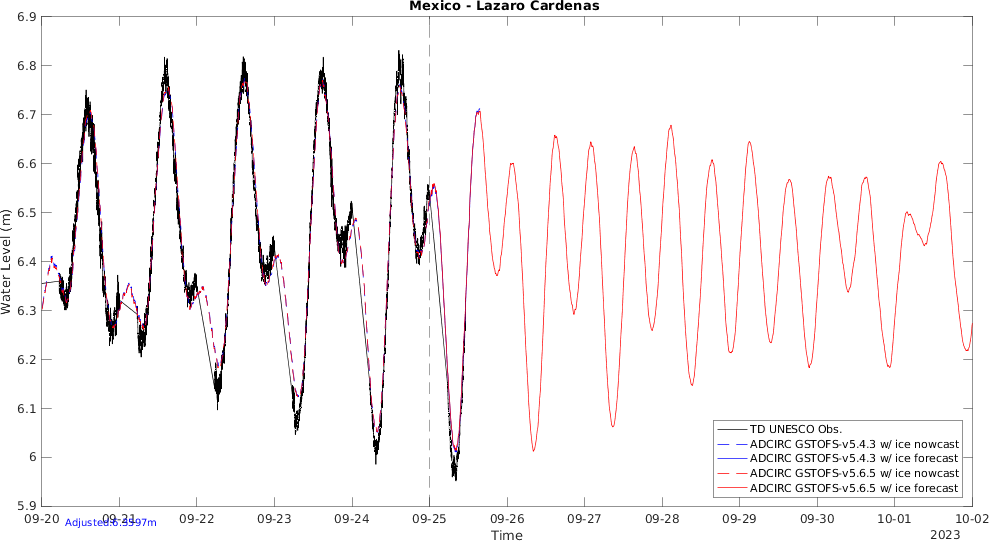 Mexico - Lazaro Cardenas
6.9
6.8
6.7
6.6
6.5
6.4
6.3
6.2
6.1
6
5.9
Water Level (m)
TD UNESCO Obs.
ADCIRC GSTOFS-v5.4.3 w/ ice nowcast
ADCIRC GSTOFS-v5.4.3 w/ ice forecast
ADCIRC GSTOFS-v5.6.5 w/ ice nowcast
ADCIRC GSTOFS-v5.6.5 w/ ice forecast
09-20 09-21 09-22 09-23 09-24 09-25 09-26 09-27 09-28 09-29 09-30 10-01 10-02
Time
2023